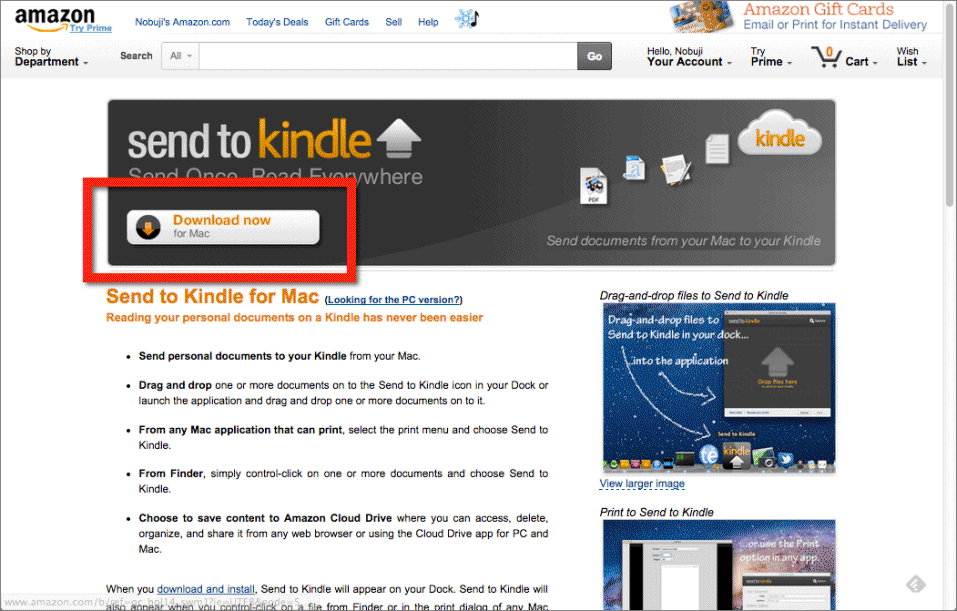 amazon
Try Prime
Nobuji's Amazon.com Today's Deals Gift Cards Sell Help
Amazon Gift Cards
Email or Print for Instant Delivery
Shop by
Department
Search All Go
Hello, Nobuji
Your Account
Try
Prime
0
Cart
Wish
List
send to kindle
Send Once, Read Everywhere
kindle
PDF
Download now
for Mac
Send documents from your Mac to your Kindle
Send to Kindle for Mac (Looking for the PC version?)
Reading your personal documents on a Kindle has never been easier
• Send personal documents to your Kindle from your Mac.
• Drag and drop one or more documents on to the Send to Kindle icon in your Dock or
launch the application and drag and drop one or more documents on to it.
• From any Mac application that can print, select the print menu and choose Send to
Kindle.
• From Finder, simply control-click on one or more documents and choose Send to
Kindle.
• Choose to save content to Amazon Cloud Drive where you can access, delete,
organize, and share it from any web browser or using the Cloud Drive app for PC and
Mac.
When you download and install, Send to Kindle will appear on your Dock. Send to Kindle will
also appear when you control-click on a file from Finder or in the print dialog of any Mac
Drag-and-drop files to Send to Kindle
Drag-and-drop files to
Send to Kindle in your dock...
...into the application
send to kindle
Drop files here
Send to Kindle
kindle
View larger image
Print to Send to Kindle
...or use the Print
option in any app
send to kindle